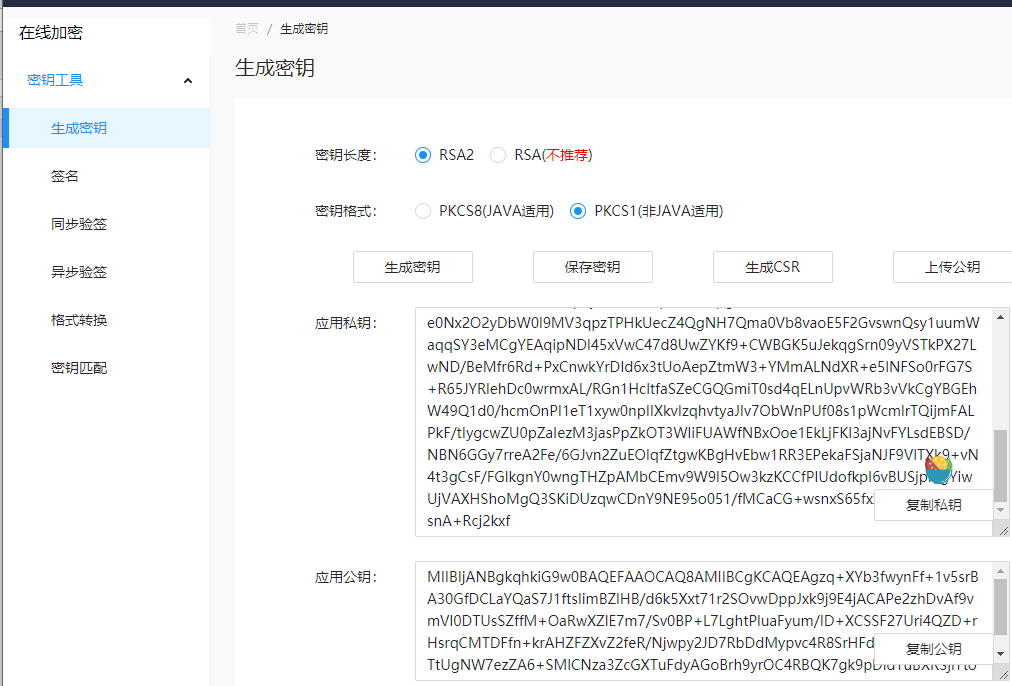 在线加密
首页 / 生成密钥
密钥工具
生成密钥
生成密钥
签名
同步验签
异步验签
格式转换
密钥匹配
密钥长度： RSA2 RSA(不推荐)
密钥格式： PKCS8(JAVA适用) PKCS1(非JAVA适用)
生成密钥 保存密钥 生成CSR 上传公钥
应用私钥：
e0Nx2O2yDbW0I9MV3qpzTPHkUecZ4QgNH7Qma0Vb8vaoE5F2GvswnQsy1uumW
aqqSY3eMCgYEAqipNDI45xVwC47d8UwZYKf9+CWBGK5uJekqgSrn09yVSTkPX27L
wND/BeMfr6Rd+PxCnwkYrDId6x3tUoAepZtmW3+YMmALNdXR+e5INFSo0rFG7S
+R65JYRlehDc0wrmxAL/RGn1HcItfaSZeCGQGmiT0sd4qELnUpvWRb3vVkCgYBGEh
W49Q1d0/hcmOnPI1eT1xyw0npIlXkvIzqhvtyaJlv7ObWnPUf08s1pWcmIrTQijmFAL
PkF/tIygcwZU0pZaIezM3jasPpZkOT3WIiFUAWfNBxOoe1EkLjFKI3ajNvFYLsdEBSD/
NBN6GGy7rreA2Fe/6GJvn2ZuEOIqfZtgwKBgHvEbw1RR3EPekaFSjaNJF9VITXk9+vN
4t3gCsF/FGIkgnY0wngTHZpAMbCEmv9W9I5Ow3kzKCCfPIUdofkpI6vBUSjp
UjVAXHShoMgQ3SKiDUzqwCDnY9NE95o051/fMCaCG+wsnxS65fx
snA+Rcj2kxf
复制私钥
应用公钥：
MIIBIjANBgkqhkiG9w0BAQEFAAOCAQ8AMIIBCgKCAQEAgzq+XYb3fwynFf+1v5srB
A30GfDCLaYQaS7J1ftslimBZlHB/d6k5Xxt71r2SOvwDppJxk9j9E4jACAPe2zhDvAf9v
mVI0DTUsSZffM+OaRwXZIE7m7/Sv0BP+L7LghtPIuaFyum/ID+XCSSF27Uri4QZD+r
HsrqCMTDFfn+krAHZFZXvZ2feR/Njwpy2JD7RbDdMypvc4R8SrHFd
TtUgNW7ezZA6+SMICNza3ZcGXTuFdyAGoBrh9yrOC4RBQK7gk9p
复制公钥